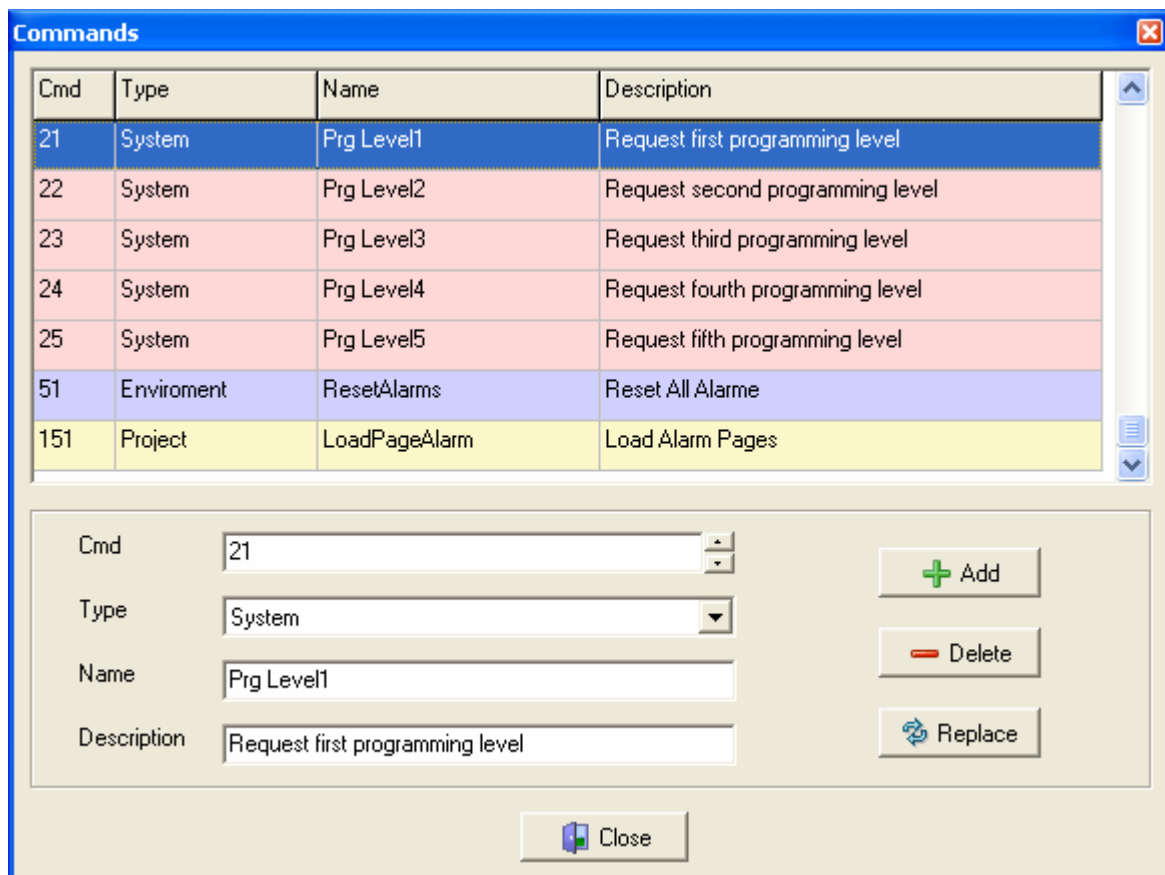 Commands
Cmd Type Name Description
21 System Prg Level1 Request first programming level
22 System Prg Level2 Request second programming level
23 System Prg Level3 Request third programming level
24 System Prg Level4 Request fourth programming level
25 System Prg Level5 Request fifth programming level
51 Enviroment ResetAlarms Reset All Alarme
151 Project LoadPageAlarm Load Alarm Pages
Cmd 21
Add
Type System
Delete
Name Prg Level1
Description Request first programming level
Replace
Close